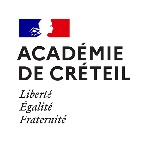 ACADÉMIE
DE CRÉTEIL
Liberté
Égalité
Fraternité